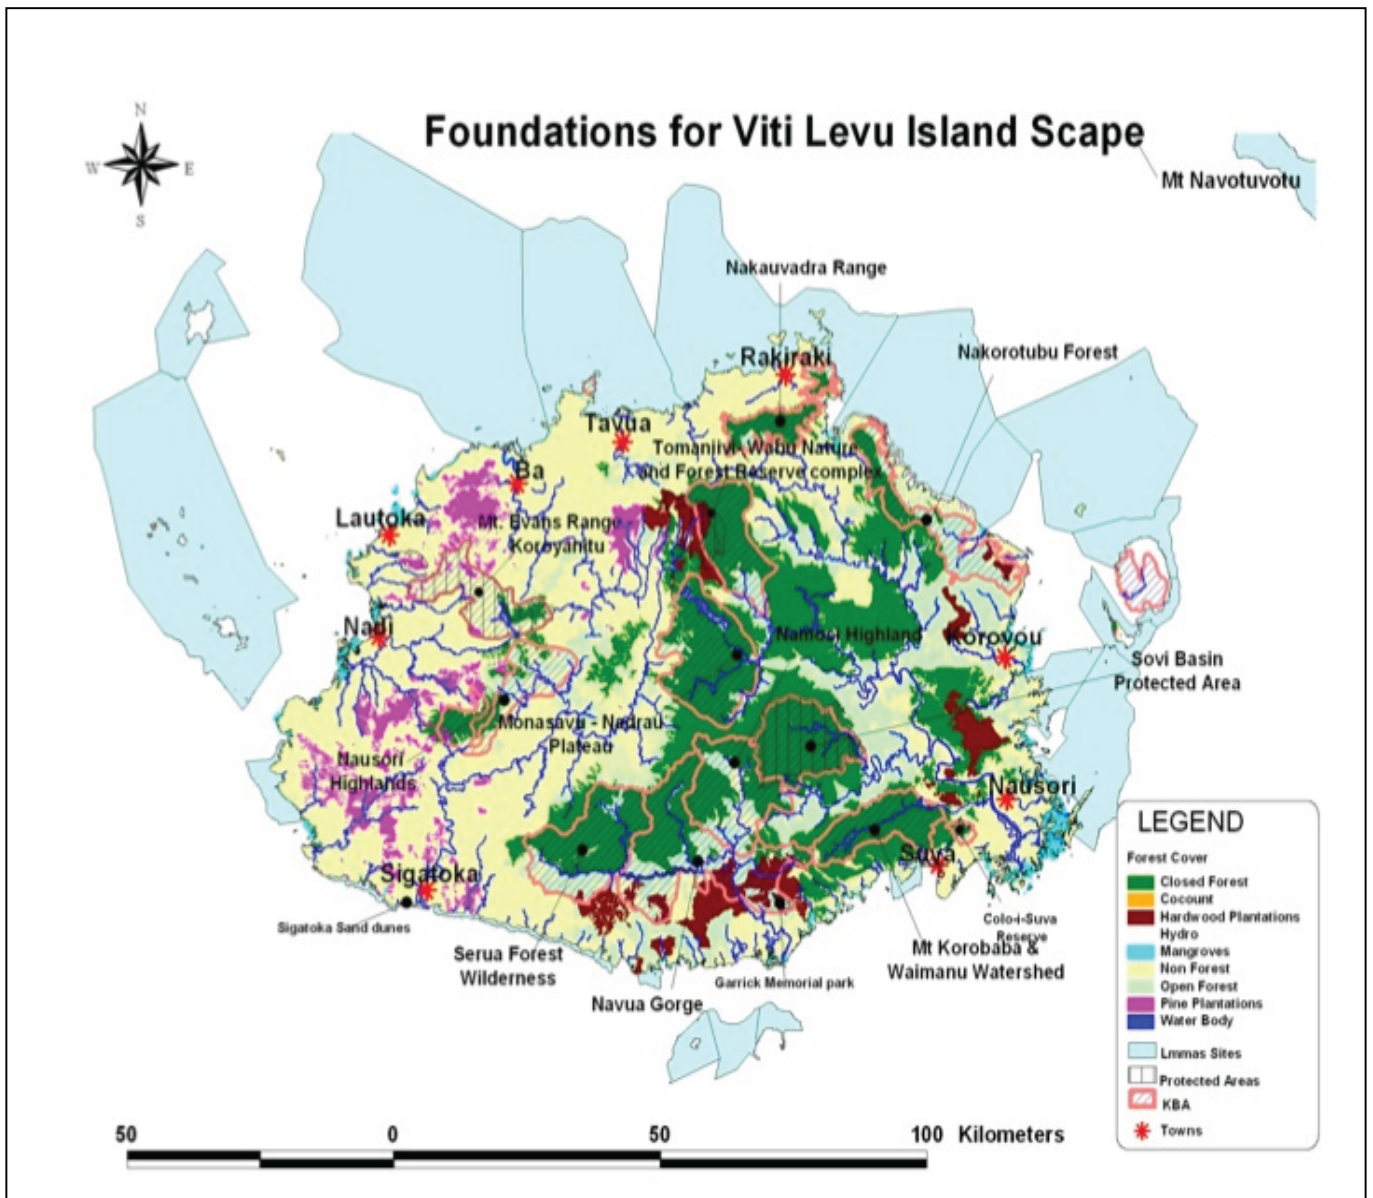 N
Foundations for Viti Levu Island Scape
W
E
S
Mt Navotuvotu
Nakauvadra Range
Rakiraki
Nakorotubu Forest
Tavua
Tomaniivi- Wabu Nature
and Forest Reserve complex
Ba
Lautoka
Mt. Evans Range -
Koroyanitu
Nadi
Namosi Highland
Korovou
Sovi Basin
Protected Area
Monasavu - Nadrau
Plateau
Nausori
Highlands
Nausori
Suva
Sigatoka
Sigatoka Sand dunes
Colo-i-Suva
Reserve
Serua Forest
Wilderness
Mt Korobaba &
Waimanu Watershed
Garrick Memorial park
Navua Gorge
LEGEND
Forest Cover
Closed Forest
Cocount
Hardwood Plantations
Hydro
Mangroves
Non Forest
Open Forest
Pine Plantations
Water Body
Lmmas Sites
Protected Areas
KBA
Towns
50 0 50 100 Kilometers